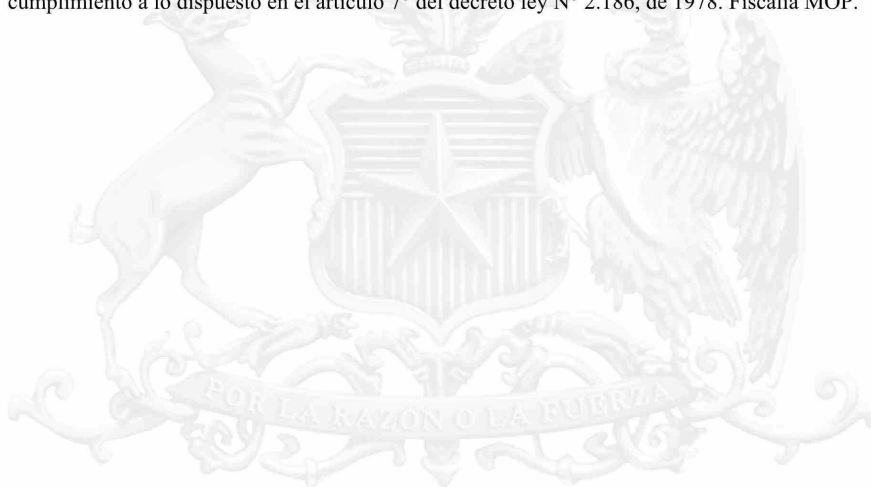 cumplimiento a lo dispuesto en el artículo 7° del decreto ley N° 2.186, de 1978. Fiscalía MOP.
POR LA RAZÓN O LA FUERZA